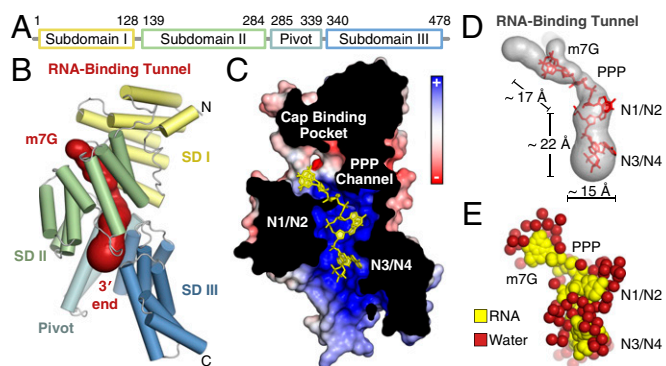 A
1 128 139 284 285 339 340 478
Subdomain I Subdomain II Pivot Subdomain III
B
RNA-Binding Tunnel
m7G
N
SD I
SD II
3′
end
SD III
Pivot
C
C
+
-
Cap Binding
Pocket
PPP
Channel
N1/N2
N3/N4
D
RNA-Binding Tunnel
m7G
PPP
~ 17 Å
N1/N2
~ 22 Å
N3/N4
~ 15 Å
E
PPP
m7G
N1/N2
RNA
Water
N3/N4